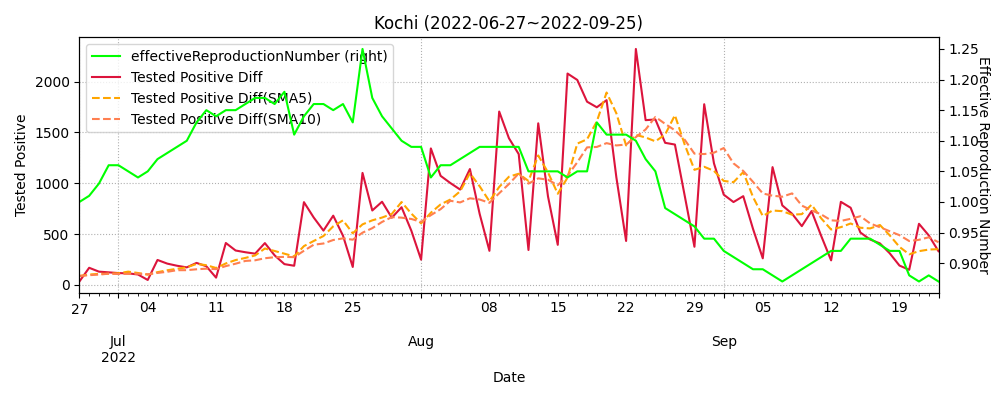 Kochi (2022-06-27~2022-09-25)
effectiveReproductionNumber (right)
Tested Positive Diff
Tested Positive Diff(SMA5)
Tested Positive Diff(SMA10)
Tested Positive
2000
1500
1000
500
0
1.25
1.20
1.15
1.10
1.05
1.00
0.95
0.90
Effective Reproduction Number
27 04 11 18 25 08 15 22 29 05 12 19
Jul Aug Sep
2022
Date